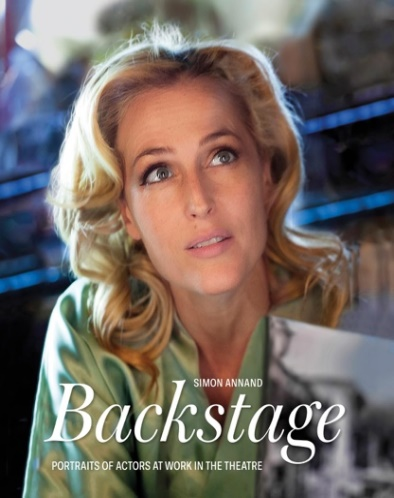 SIMON ANNAND
Backstage
PORTRAITS OF ACTORS AT WORK IN THE THEATRE